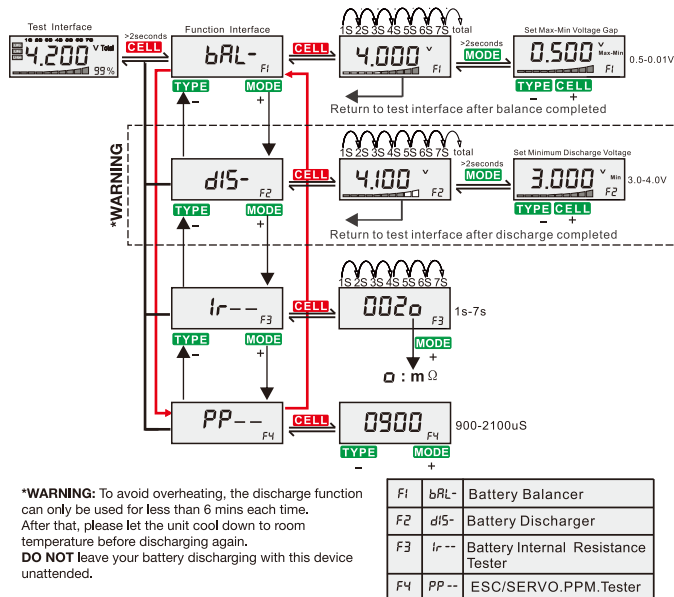 Test Interface
1S 2S 3S 4S 5S 6S 7S
4.200 V Total
99%
>2seconds
CELL
Function Interface
bAL- F1
CELL
1S 2S 3S 4S 5S 6S 7S total
4.000 V F1
>2seconds
MODE
Set Max-Min Voltage Gap
0.500 V Max-Min F1
0.5-0.01V
TYPE CELL
- +
TYPE MODE
- +
Return to test interface after balance completed
*WARNING
dIS- F2
CELL
1S 2S 3S 4S 5S 6S 7S total
4.100 V F2
>2seconds
MODE
Set Minimum Discharge Voltage
3.000 V Min F2
3.0-4.0V
TYPE CELL
- +
TYPE MODE
- +
Return to test interface after discharge completed
Ir-- F3
CELL
1S 2S 3S 4S 5S 6S 7S
002o F3
1s-7s
TYPE MODE
- +
MODE
+
o : m Ω
PP-- F4
CELL
0900 F4
900-2100uS
TYPE MODE
- +
*WARNING: To avoid overheating, the discharge function
can only be used for less than 6 mins each time.
After that, please let the unit cool down to room
temperature before discharging again.
DO NOT leave your battery discharging with this device
unattended.
F1 bAL- Battery Balancer
F2 dIS- Battery Discharger
F3 Ir-- Battery Internal Resistance
Tester
F4 PP-- ESC/SERVO.PPM.Tester